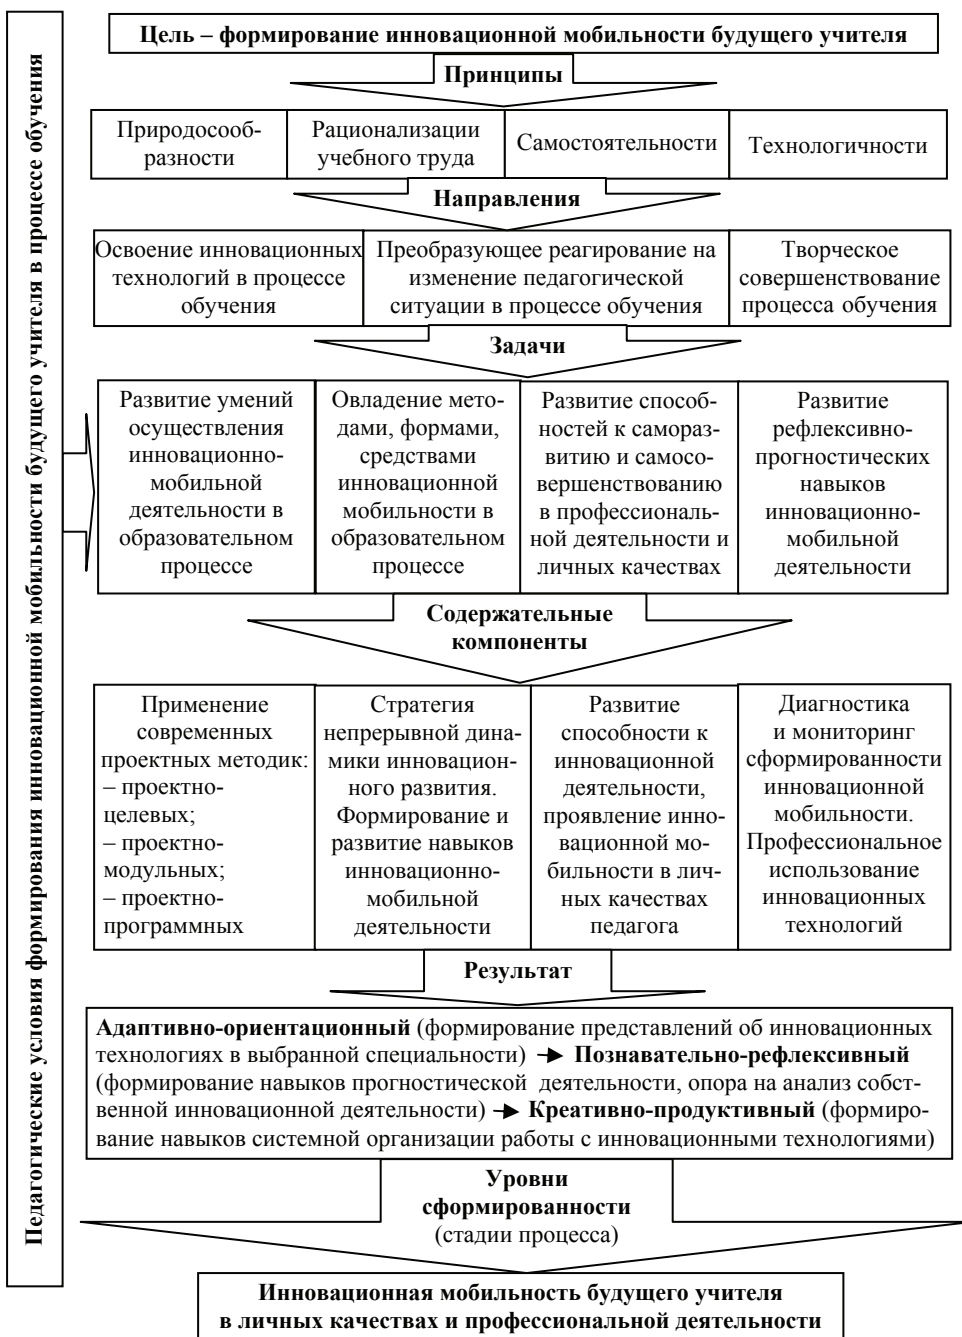 Педагогические условия формирования инновационной мобильности будущего учителя в процессе обучения
Цель – формирование инновационной мобильности будущего учителя
Принципы
Природосооб-
разности
Рационализации
учебного труда
Самостоятельности
Технологичности
Направления
Освоение инновационных
технологий в процессе
обучения
Преобразующее реагирование на
изменение педагогической
ситуации в процессе обучения
Творческое
совершенствование
процесса обучения
Задачи
Развитие умений
осуществления
инновационно-
мобильной
деятельности в
образовательном
процессе
Овладение мето-
дами, формами,
средствами
инновационной
мобильности в
образовательном
процессе
Развитие способ-
ностей к самораз-
витию и самосо-
вершенствованию
в профессиональ-
ной деятельности и
личных качествах
Развитие
рефлексивно-
прогностических
навыков
инновационно-
мобильной
деятельности
Содержательные
компоненты
Применение
современных
проектных методик:
– проектно-
целевых;
– проектно-
модульных;
– проектно-
программных
Стратегия
непрерывной дина-
мики инновацион-
ного развития.
Формирование и
развитие навыков
инновационно-
мобильной
деятельности
Развитие
способности к
инновационной
деятельности,
проявление инно-
вационной мо-
бильности в лич-
ных качествах
педагога
Диагностика
и мониторинг
сформированности
инновационной
мобильности.
Профессиональное
использование
инновационных
технологий
Результат
Адаптивно-ориентационный (формирование представлений об инновационных
технологиях в выбранной специальности) → Познавательно-рефлексивный
(формирование навыков прогностической деятельности, опора на анализ собст-
венной инновационной деятельности) → Креативно-продуктивный (формиро-
вание навыков системной организации работы с инновационными технологиями)
Уровни
сформированности
(стадии процесса)
Инновационная мобильность будущего учителя
в личных качествах и профессиональной деятельности